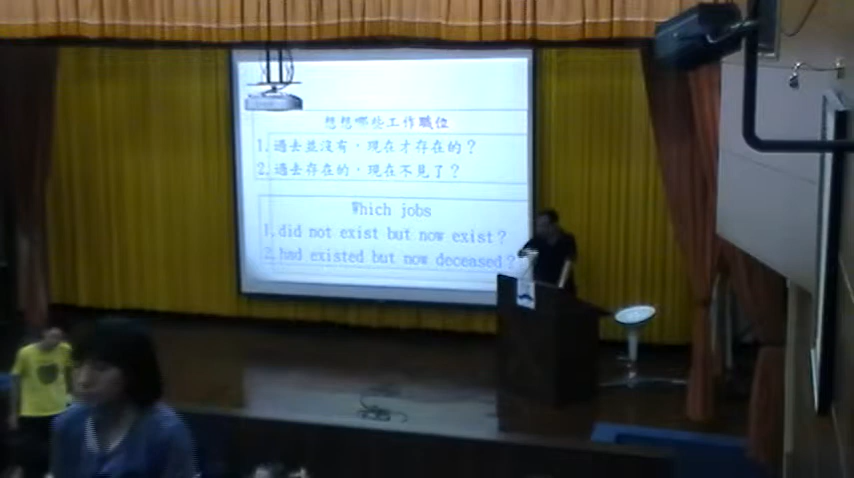 想想哪些工作職位
1. 過去並沒有，現在才存在的？
2. 過去存在的，現在不見了？
Which jobs
1. did not exist but now exist?
2. had existed but now deceased?